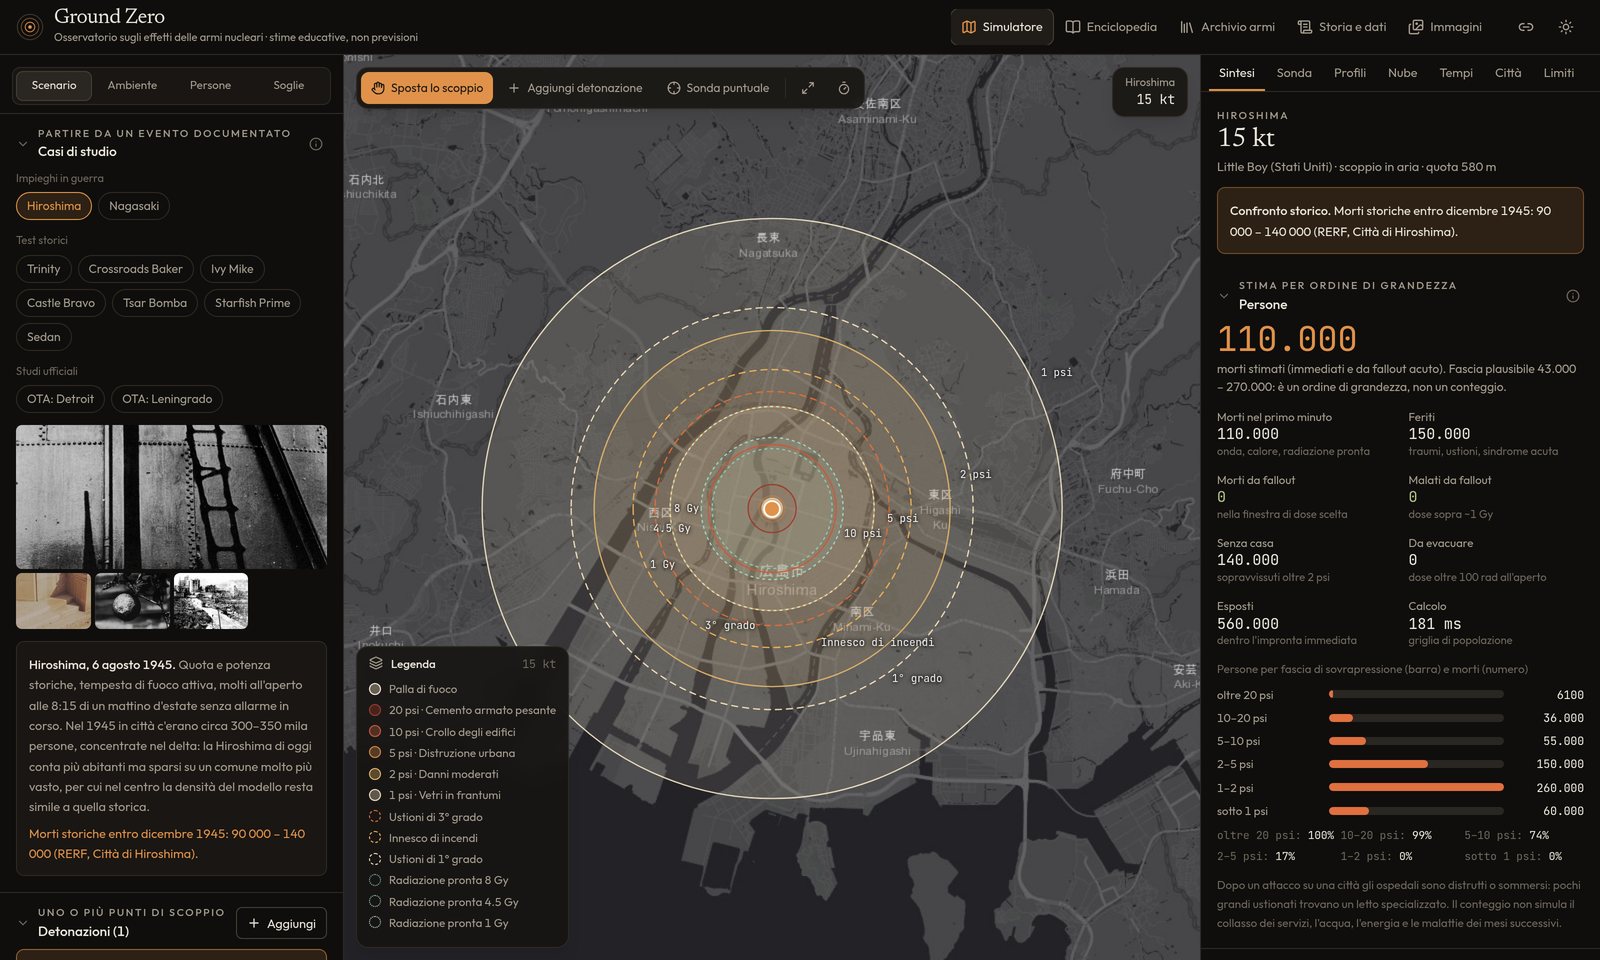 Ground Zero
Osservatorio sugli effetti delle armi nucleari · stime educative, non previsioni
Simulatore
Enciclopedia
Archivio armi
Storia e dati
Immagini
Scenario
Ambiente
Persone
Soglie
PARTIRE DA UN EVENTO DOCUMENTATO
Casi di studio
Impieghi in guerra
Hiroshima
Nagasaki
Test storici
Trinity
Crossroads Baker
Ivy Mike
Castle Bravo
Tsar Bomba
Starfish Prime
Sedan
Studi ufficiali
OTA: Detroit
OTA: Leningrado
Hiroshima, 6 agosto 1945. Quota e potenza
storiche, tempesta di fuoco attiva, molti all'aperto
alle 8:15 di un mattino d'estate senza allarme in
corso. Nel 1945 in città c'erano circa 300–350 mila
persone, concentrate nel delta: la Hiroshima di oggi
conta più abitanti ma sparsi su un comune molto più
vasto, per cui nel centro la densità del modello resta
simile a quella storica.
Morti storiche entro dicembre 1945: 90 000 – 140
000 (RERF, Città di Hiroshima).
UNO O PIÙ PUNTI DI SCOPPIO
Detonazioni (1)
Aggiungi
Sposta lo scoppio
Aggiungi detonazione
Sonda puntuale
Hiroshima
15 kt
佐南区
Asaminami-Ku
石内北
shiuchikita
長束
Nagatsuka
石内東
Ishiuchihigashi
1 psi
2 psi
府中町
Fuchu-Cho
東区
Higashi
Ku
8 Gy
4.5 Gy
5 psi
10 psi
1 Gy
広島市
Hiroshima
浜田
Hamada
南区
Minami-Ku
3° grado
Innesco di incendi
1° grado
井口
安芸
宇品東
Ujinahigashi
Legenda
15 kt
Palla di fuoco
20 psi · Cemento armato pesante
10 psi · Crollo degli edifici
5 psi · Distruzione urbana
2 psi · Danni moderati
1 psi · Vetri in frantumi
Ustioni di 3° grado
Innesco di incendi
Ustioni di 1° grado
Radiazione pronta 8 Gy
Radiazione pronta 4.5 Gy
Radiazione pronta 1 Gy
Sintesi
Sonda
Profili
Nube
Tempi
Città
Limiti
HIROSHIMA
15 kt
Little Boy (Stati Uniti) · scoppio in aria · quota 580 m
Confronto storico. Morti storiche entro dicembre 1945: 90
000 – 140 000 (RERF, Città di Hiroshima).
STIMA PER ORDINE DI GRANDEZZA
Persone
110.000
morti stimati (immediati e da fallout acuto). Fascia plausibile 43.000
– 270.000: è un ordine di grandezza, non un conteggio.
Morti nel primo minuto
110.000
onda, calore, radiazione pronta
Feriti
150.000
traumi, ustioni, sindrome acuta
Morti da fallout
0
nella finestra di dose scelta
Malati da fallout
0
dose sopra ~1 Gy
Senza casa
140.000
sopravvissuti oltre 2 psi
Da evacuare
0
dose oltre 100 rad all'aperto
Esposti
560.000
dentro l'impronta immediata
Calcolo
181 ms
griglia di popolazione
Persone per fascia di sovrapressione (barra) e morti (numero)
oltre 20 psi 6100
10–20 psi 36.000
5–10 psi 55.000
2–5 psi 150.000
1–2 psi 260.000
sotto 1 psi 60.000
oltre 20 psi: 100% 10–20 psi: 99% 5–10 psi: 74%
2–5 psi: 17% 1–2 psi: 0% sotto 1 psi: 0%
Dopo un attacco su una città gli ospedali sono distrutti o sommersi: pochi
grandi ustionati trovano un letto specializzato. Il conteggio non simula il
collasso dei servizi, l'acqua, l'energia e le malattie dei mesi successivi.